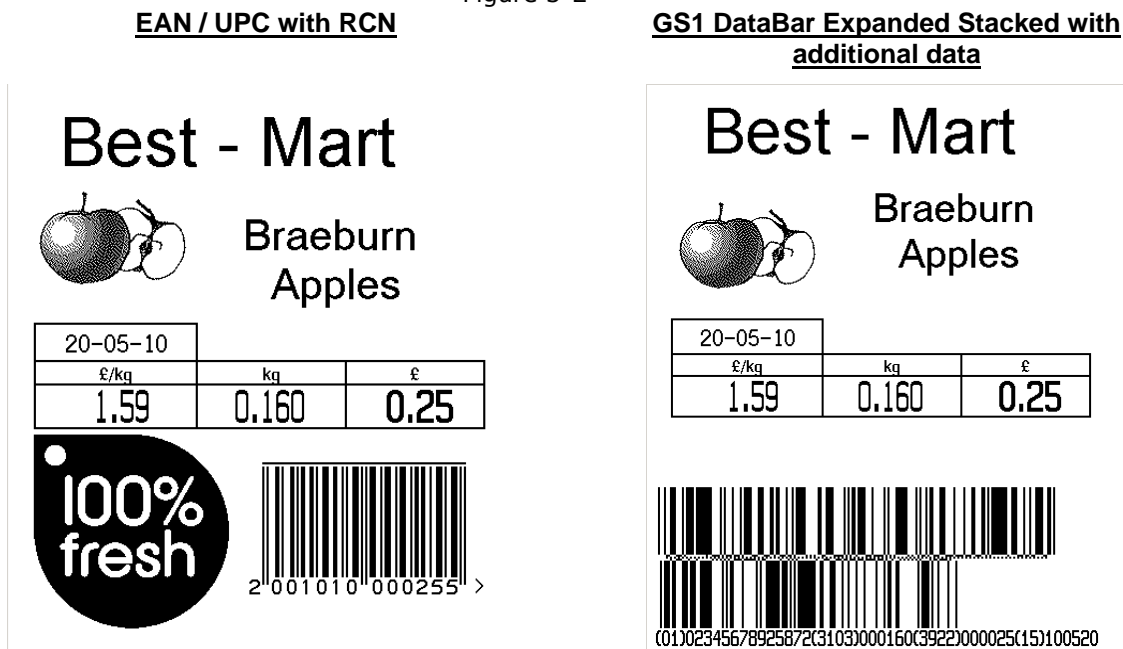 Figure
EAN / UPC with RCN
Best - Mart
Braeburn
Apples
20-05-10
£/kg kg £
1.59 0.160 0.25
100%
fresh
2 001010 000255 >
GS1 DataBar Expanded Stacked with
additional data
Best - Mart
Braeburn
Apples
20-05-10
£/kg kg £
1.59 0.160 0.25
(01)02345678925872(3103)000160(3922)000025(15)100520